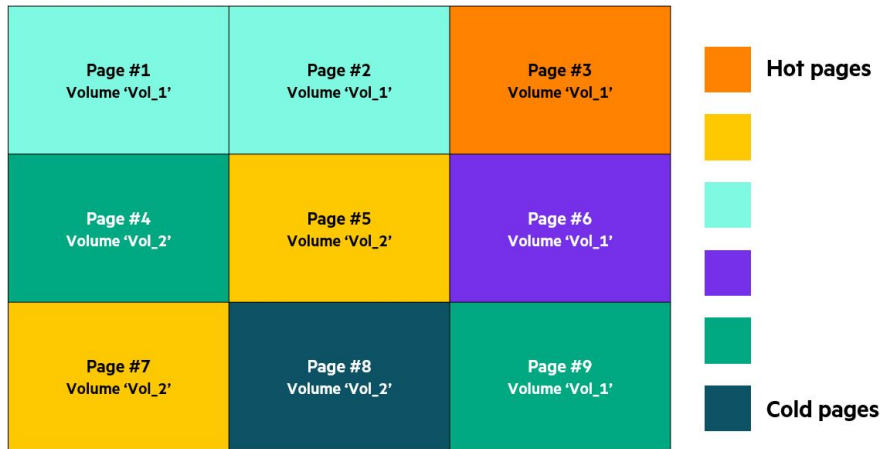 Page #1
Volume ‘Vol_1’
Page #2
Volume ‘Vol_1’
Page #3
Volume ‘Vol_1’
Page #4
Volume ‘Vol_2’
Page #5
Volume ‘Vol_2’
Page #6
Volume ‘Vol_1’
Page #7
Volume ‘Vol_2’
Page #8
Volume ‘Vol_2’
Page #9
Volume ‘Vol_1’
Hot pages
Cold pages